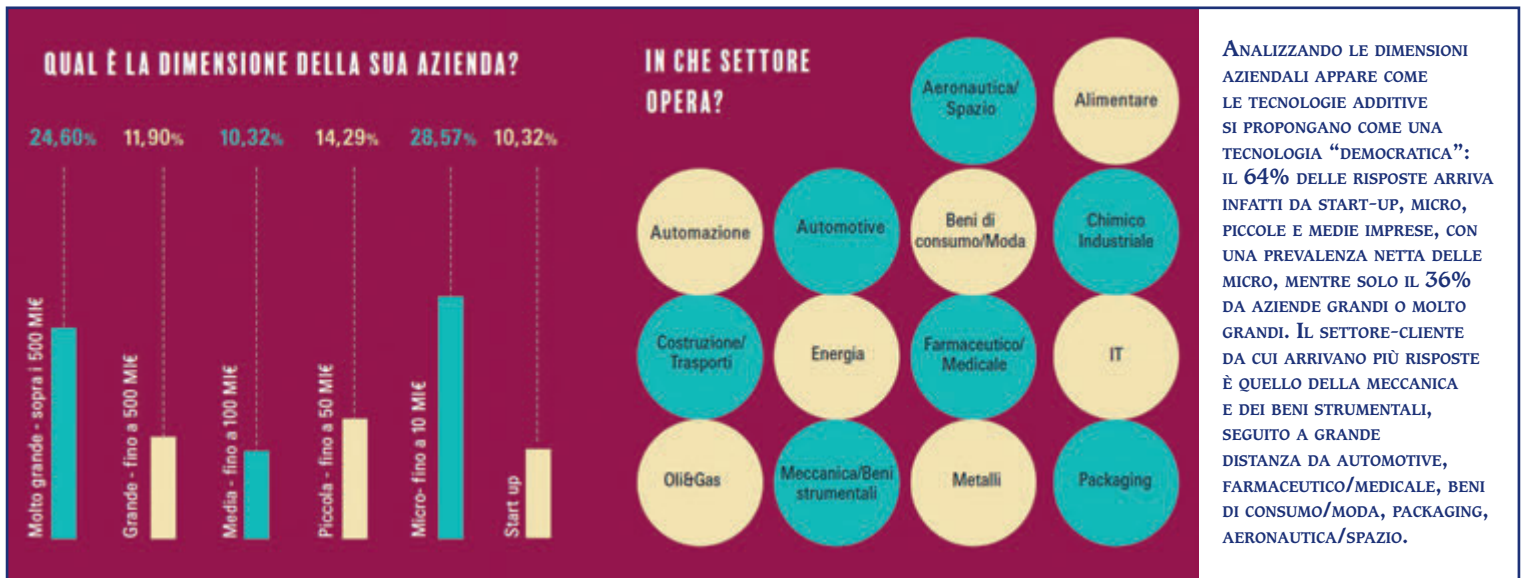 QUAL È LA DIMENSIONE DELLA SUA AZIENDA?
24,60%
11,90%
10,32%
14,29%
28,57%
10,32%
Molto grande - sopra i 500 Ml€
Grande - fino a 500 Ml€
Media - fino a 100 Ml€
Piccola - fino a 50 Ml€
Micro- fino a 10 Ml€
Start up
IN CHE SETTORE
OPERA?
Aeronautica/
Spazio
Alimentare
Automazione
Automotive
Beni di
consumo/Moda
Chimico
Industriale
Costruzione/
Trasporti
Energia
Farmaceutico/
Medicale
IT
Oli&Gas
Meccanica/Beni
strumentali
Metalli
Packaging
Analizzando le dimensioni
aziendali appare come
le tecnologie additive
si propongano come una
tecnologia “democratica”:
il 64% delle risposte arriva
infatti da start-up, micro,
piccole e medie imprese, con
una prevalenza netta delle
micro, mentre solo il 36%
da aziende grandi o molto
grandi. Il settore-cliente
da cui arrivano più risposte
è quello della meccanica
e dei beni strumentali,
seguito a grande
distanza da automotive,
farmaceutico/medicale, beni
di consumo/moda, packaging,
aeronautica/spazio.